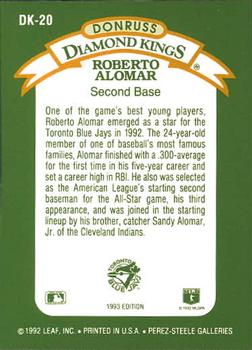 DK-20
DONRUSS
DIAMOND KINGS
ROBERTO
ALOMAR
Second Base
One of the game's best young players,
Roberto Alomar emerged as a star for the
Toronto Blue Jays in 1992. The 24-year-old
member of one of baseball's most famous
families, Alomar finished with a .300-average
for the first time in his five-year career and
set a career high in RBI. He also was selected
as the American League's starting second
baseman for the All-Star game, his third
appearance, and was joined in the starting
lineup by his brother, catcher Sandy Alomar,
Jr. of the Cleveland Indians.
TORONTO
BLUE JAYS
1993 EDITION
© 1992 LEAF, INC. • PRINTED IN U.S.A. • PEREZ-STEELE GALLERIES